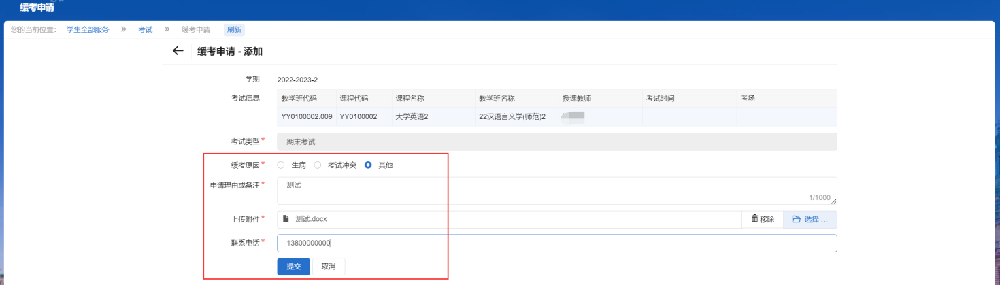 缓考申请
您的当前位置： 学生全部服务 》 考试 》 缓考申请 刷新
← 缓考申请 - 添加
学期 2022-2023-2
考试信息 教学班代码 课程代码 课程名称 教学班名称 授课教师 考试时间 考场
YY0100002.009 YY0100002 大学英语2 22汉语言文学(师范)2
考试类型* 期末考试
缓考原因* 生病 考试冲突 其他
申请理由或备注* 测试
1/1000
上传附件* 测试.docx 移除 选择 ...
联系电话* 13800000000
提交 取消